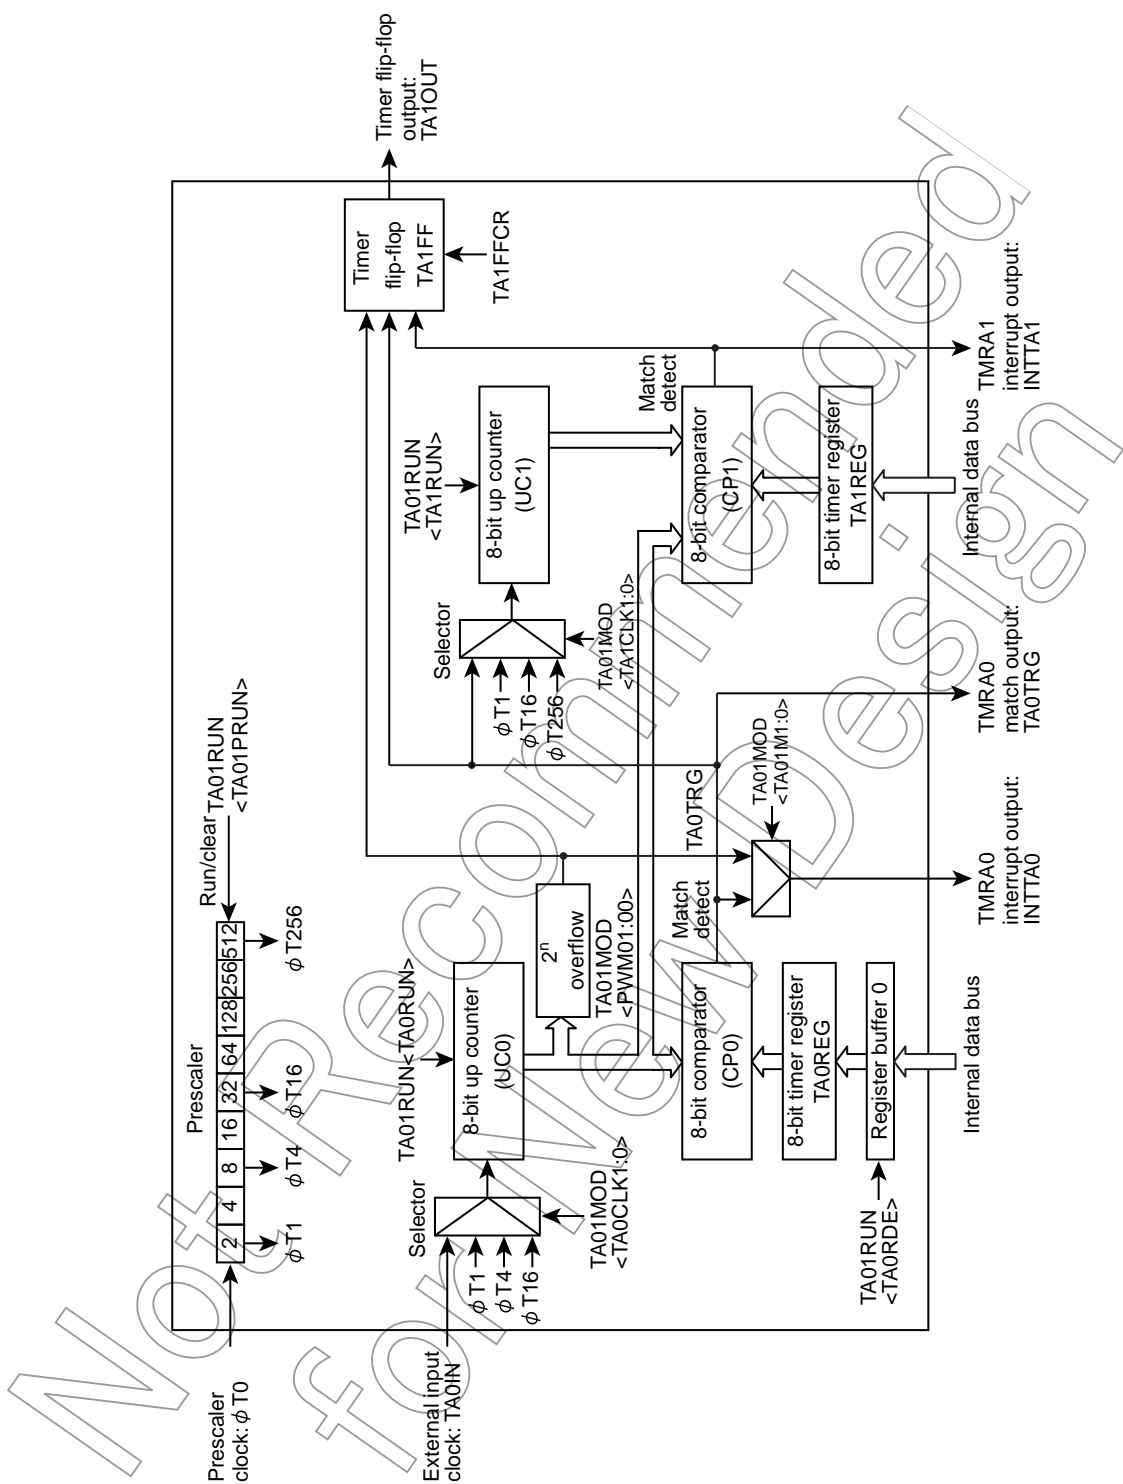 Prescaler
clock: φT0
Prescaler
2 4 8 16 32 64 128 256 512
φT1
φT4
φT16
φT256
Run/clear
TA01RUN
<TA01PRUN>
External input
clock: TA0IN
Selector
φT1
φT4
φT16
TA01MOD
<TA0CLK1:0>
TA01RUN<TA0RUN>
8-bit up counter
(UC0)
2n
overflow
TA01MOD
<PWM01:00>
8-bit comparator
(CP0)
Match
detect
TA0TRG
8-bit timer register
TA0REG
Register buffer 0
TA01RUN
<TA0RDE>
Internal data bus
TA01MOD
<TA01M1:0>
TMRA0
interrupt output:
INTTA0
TMRA0
match output:
TA0TRG
Selector
φT1
φT16
φT256
TA01MOD
<TA1CLK1:0>
TA01RUN
<TA1RUN>
8-bit up counter
(UC1)
8-bit comparator
(CP1)
Match
detect
8-bit timer register
TA1REG
Internal data bus
TMRA1
interrupt output:
INTTA1
Timer
flip-flop
TA1FF
TA1FFCR
Timer flip-flop
output:
TA1OUT
Not Recommended
for New Design